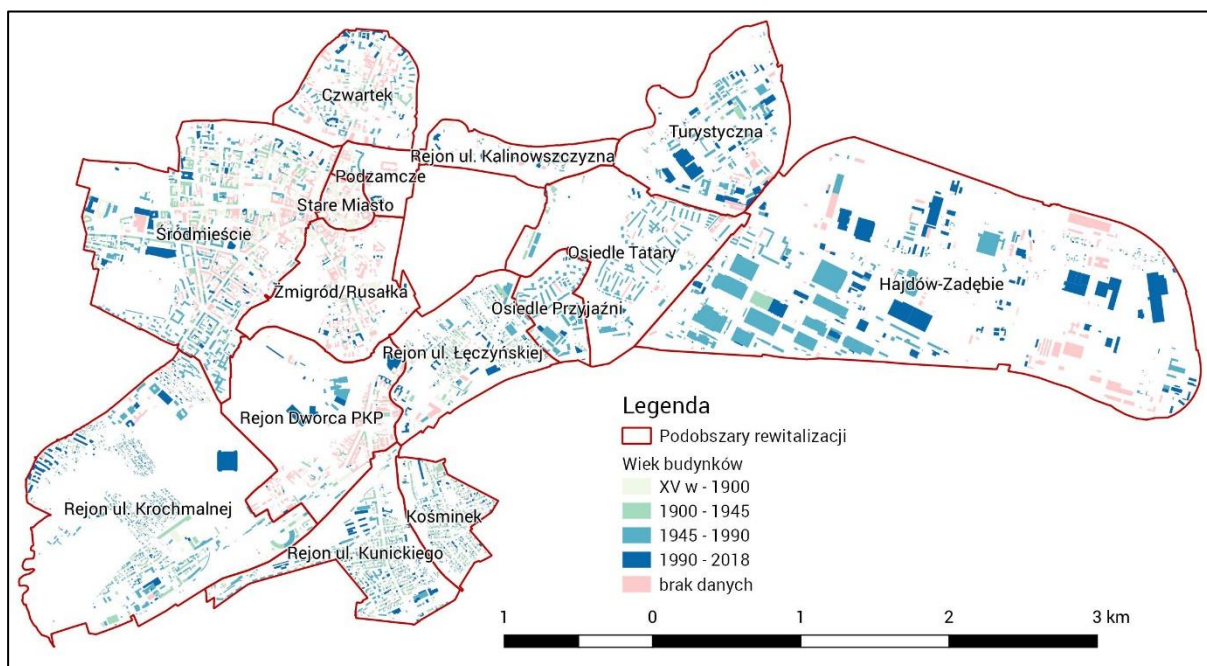 Czwartek
Turystyczna
Rejon ul. Kalinowszczyzna
Podzamcze
Stare Miasto
Śródmieście
Osiedle Tatary
Żmigród/Rusałka
Hajdów-Zadębie
Osiedle Przyjaźni
Rejon ul. Łęczyńskiej
Rejon Dworca PKP
Rejon ul. Krochmalnej
Kośminek
Rejon ul. Kunickiego
Legenda
Podobszary rewitalizacji
Wiek budynków
XV w - 1900
1900 - 1945
1945 - 1990
1990 - 2018
brak danych
1 0 1 2 3 km